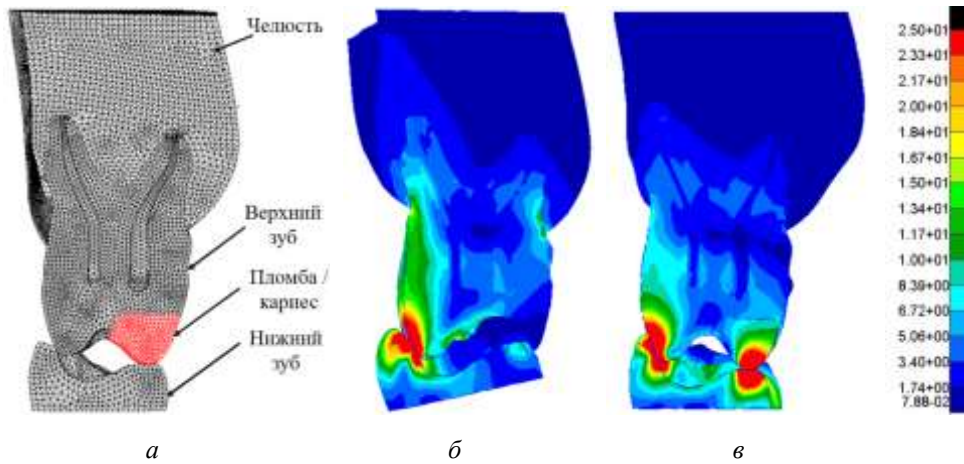 Челюсть
Верхний
зуб
Пломба /
кариес
Нижний
зуб
2.50+01
2.33+01
2.17+01
2.00+01
1.84+01
1.67+01
1.50+01
1.34+01
1.17+01
1.00+01
8.39+00
6.72+00
5.06+00
3.40+00
1.74+00
7.88-02
а
б
в